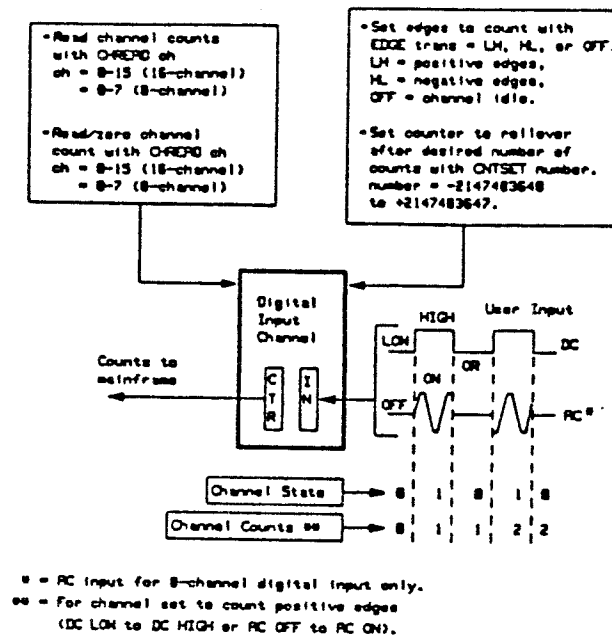 •Read channel counts
with CHREAD ch
ch = 0-15 (16-channel)
= 0-7 (8-channel)
•Read/zero channel
count with CHREAD ch
ch = 0-15 (16-channel)
= 0-7 (8-channel)
•Set edges to count with
EDGE trans = LH, HL, or OFF.
LH = positive edges,
HL = negative edges,
OFF = channel idle.
•Set counter to rollover
after desired number of
counts with CNTSET number.
number = -2147483648
to +2147483647.
Digital
Input
Channel
CTR
IN
Counts to
mainframe
HIGH
User Input
LOW
DC
OR
ON
OFF
AC*
Channel State
0 1 0 1 0
Channel Counts **
0 1 1 2 2
* = AC input for 8-channel digital input only.
** = For channel set to count positive edges
(DC LOW to DC HIGH or AC OFF to AC ON).